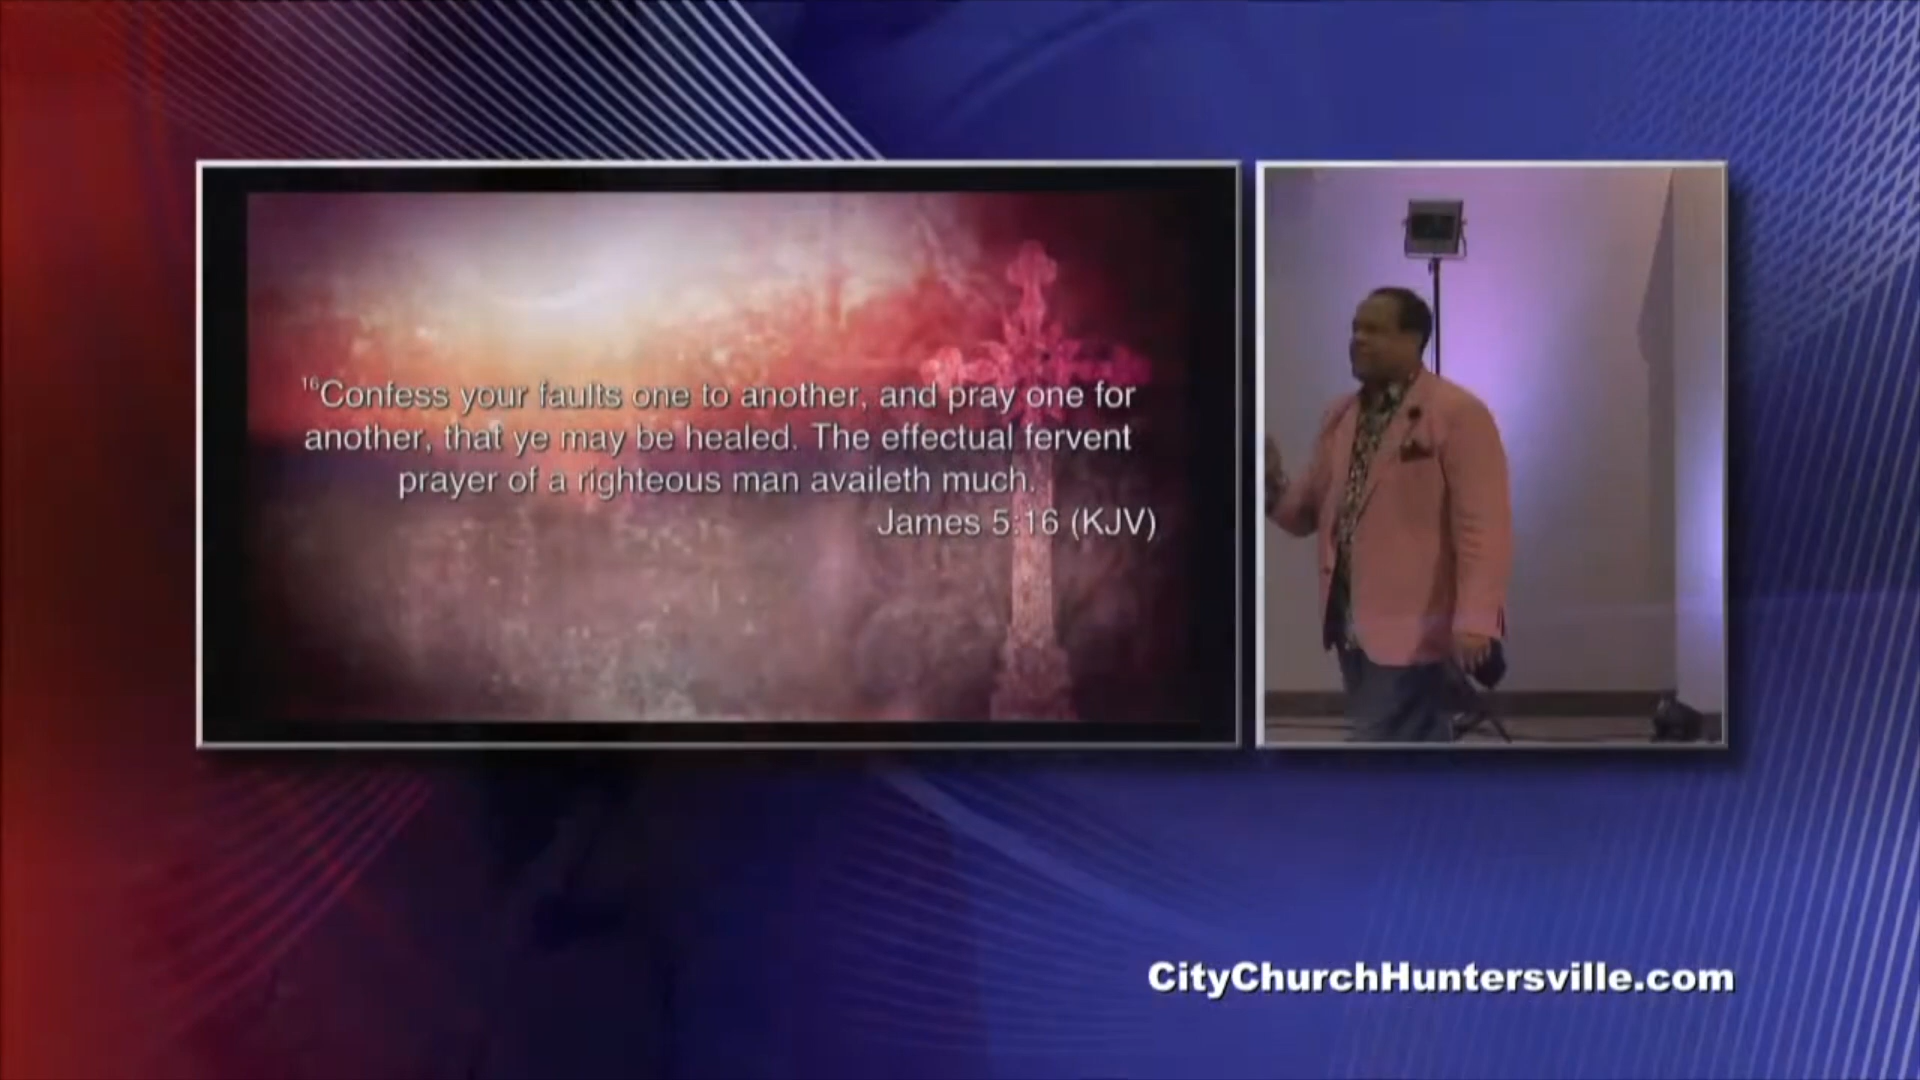 ¹⁶Confess your faults one to another, and pray one for
another, that ye may be healed. The effectual fervent
prayer of a righteous man availeth much.
James 5:16 (KJV)
CityChurchHuntersville.com